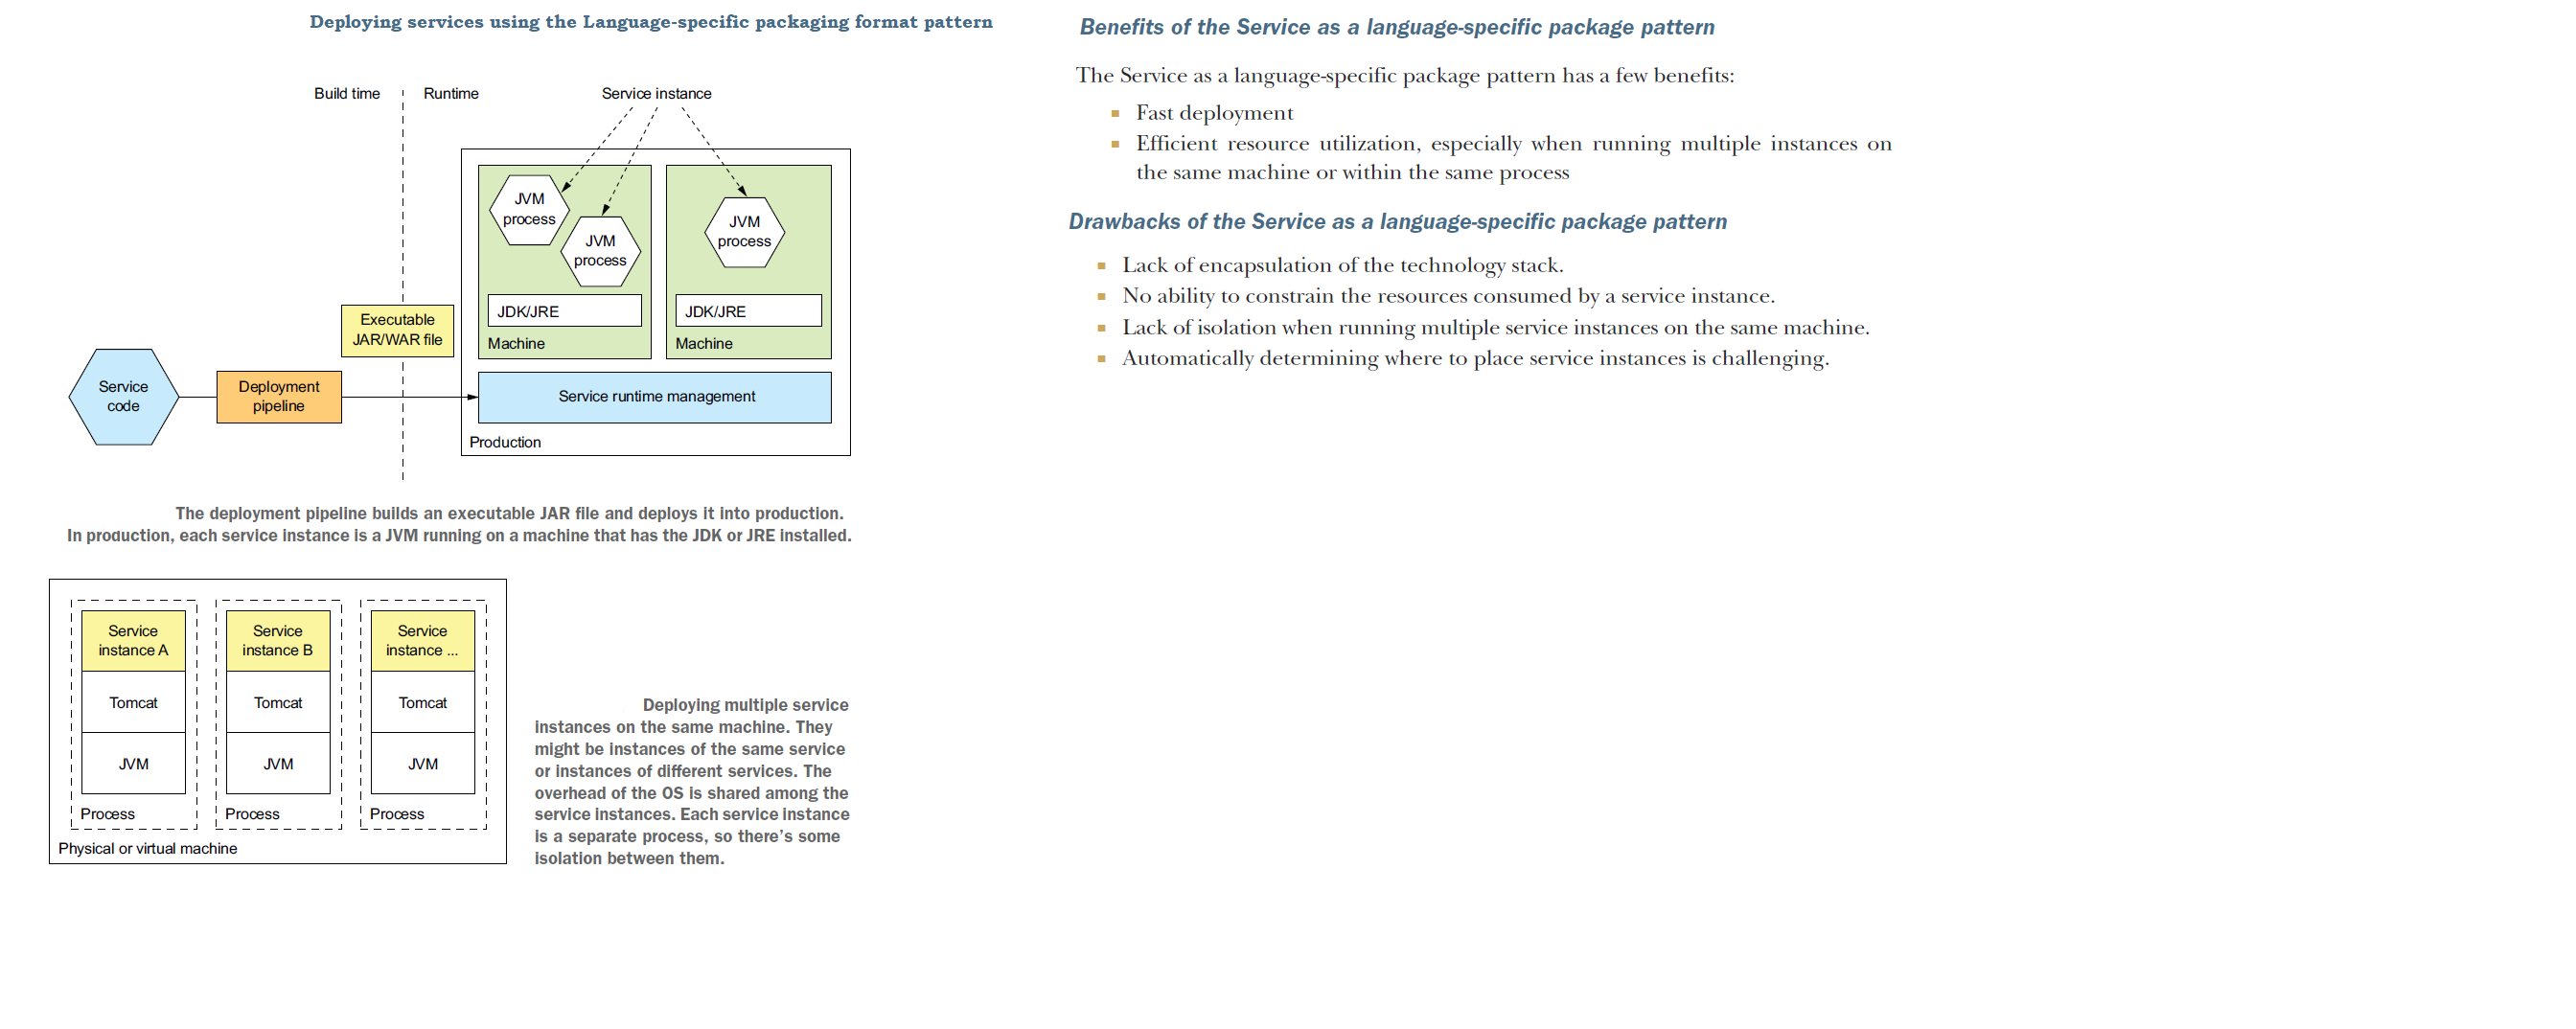 Deploying services using the Language-specific packaging format pattern
Build time
Runtime
Service instance
JVM
process
JVM
process
JVM
process
JDK/JRE
JDK/JRE
Machine
Machine
Executable
JAR/WAR file
Service
code
Deployment
pipeline
Service runtime management
Production
The deployment pipeline builds an executable JAR file and deploys it into production.
In production, each service instance is a JVM running on a machine that has the JDK or JRE installed.
Service
instance A
Tomcat
JVM
Process
Service
instance B
Tomcat
JVM
Process
Service
instance ...
Tomcat
JVM
Process
Physical or virtual machine
Deploying multiple service
instances on the same machine. They
might be instances of the same service
or instances of different services. The
overhead of the OS is shared among the
service instances. Each service instance
is a separate process, so there's some
isolation between them.
Benefits of the Service as a language-specific package pattern
The Service as a language-specific package pattern has a few benefits:
■ Fast deployment
■ Efficient resource utilization, especially when running multiple instances on
the same machine or within the same process
Drawbacks of the Service as a language-specific package pattern
■ Lack of encapsulation of the technology stack.
■ No ability to constrain the resources consumed by a service instance.
■ Lack of isolation when running multiple service instances on the same machine.
■ Automatically determining where to place service instances is challenging.